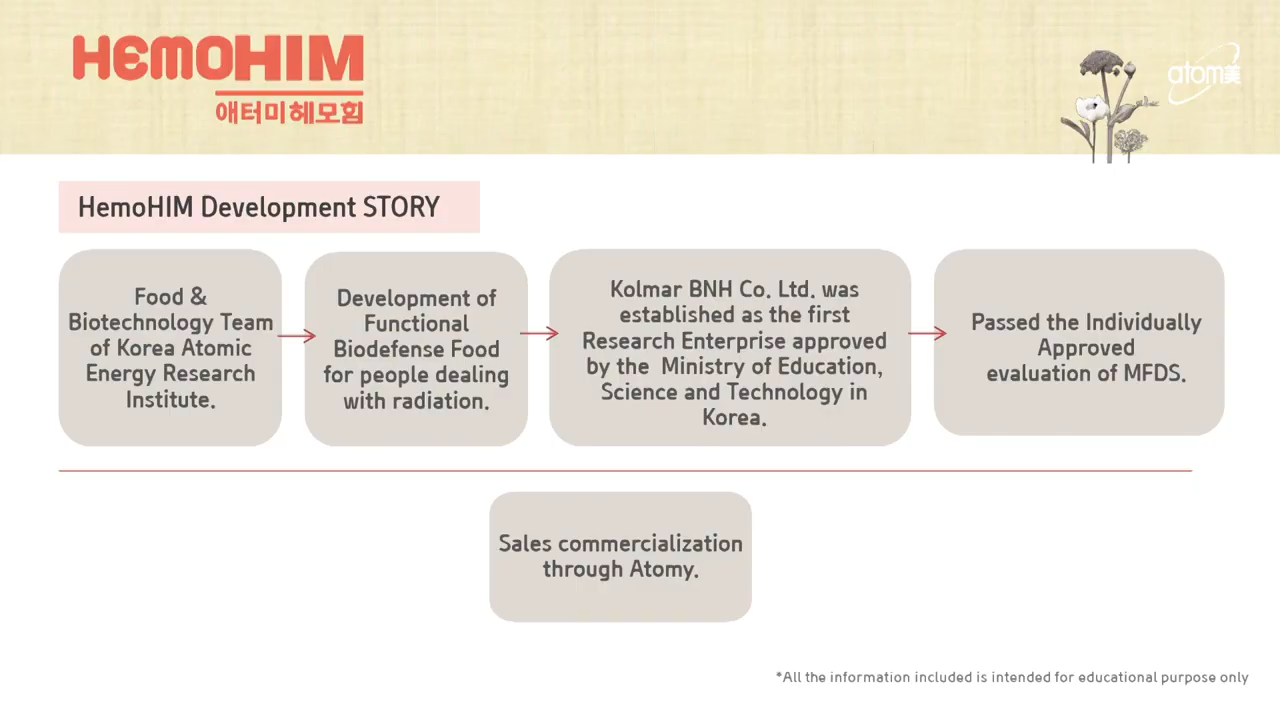 HEMOHIM
애터미헤모힘
atom美
HemoHIM Development STORY
Food &
Biotechnology Team
of Korea Atomic
Energy Research
Institute.
Development of
Functional
Biodefense Food
for people dealing
with radiation.
Kolmar BNH Co. Ltd. was
established as the first
Research Enterprise approved
by the  Ministry of Education,
Science and Technology in
Korea.
Passed the Individually
Approved
evaluation of MFDS.
Sales commercialization
through Atomy.
*All the information included is intended for educational purpose only